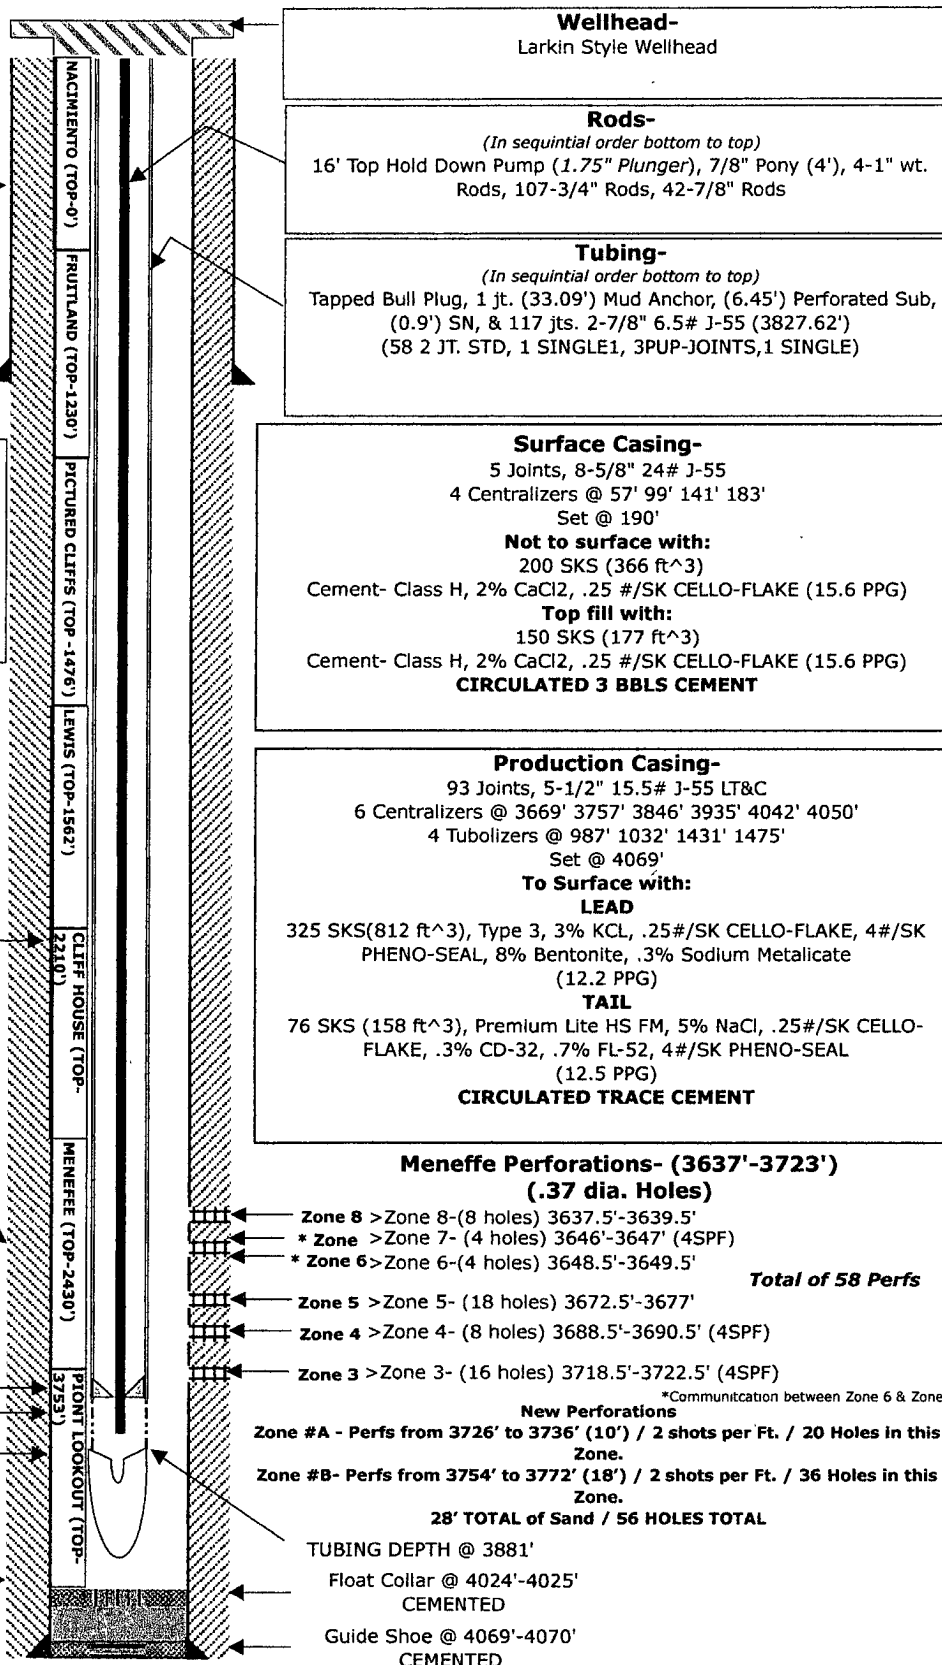 Wellhead-
Larkin Style Wellhead
Rods-
(In sequintial order bottom to top)
16' Top Hold Down Pump (1.75" Plunger), 7/8" Pony (4'), 4-1" wt.
Rods, 107-3/4" Rods, 42-7/8" Rods
Tubing-
(In sequintial order bottom to top)
Tapped Bull Plug, 1 jt. (33.09') Mud Anchor, (6.45') Perforated Sub,
(0.9') SN, & 117 jts. 2-7/8" 6.5# J-55 (3827.62')
(58 2 JT. STD, 1 SINGLE1, 3PUP-JOINTS,1 SINGLE)
Surface Casing-
5 Joints, 8-5/8" 24# J-55
4 Centralizers @ 57' 99' 141' 183'
Set @ 190'
Not to surface with:
200 SKS (366 ft^3)
Cement- Class H, 2% CaCl2, .25 #/SK CELLO-FLAKE (15.6 PPG)
Top fill with:
150 SKS (177 ft^3)
Cement- Class H, 2% CaCl2, .25 #/SK CELLO-FLAKE (15.6 PPG)
CIRCULATED 3 BBLS CEMENT
Production Casing-
93 Joints, 5-1/2" 15.5# J-55 LT&C
6 Centralizers @ 3669' 3757' 3846' 3935' 4042' 4050'
4 Tubolizers @ 987' 1032' 1431' 1475'
Set @ 4069'
To Surface with:
LEAD
325 SKS(812 ft^3), Type 3, 3% KCL, .25#/SK CELLO-FLAKE, 4#/SK
PHENO-SEAL, 8% Bentonite, .3% Sodium Metalicate
(12.2 PPG)
TAIL
76 SKS (158 ft^3), Premium Lite HS FM, 5% NaCl, .25#/SK CELLO-
FLAKE, .3% CD-32, .7% FL-52, 4#/SK PHENO-SEAL
(12.5 PPG)
CIRCULATED TRACE CEMENT
Meneffe Perforations- (3637'-3723')
(.37 dia. Holes)
Zone 8 >Zone 8-(8 holes) 3637.5'-3639.5'
* Zone >Zone 7- (4 holes) 3646'-3647' (4SPF)
* Zone 6>Zone 6-(4 holes) 3648.5'-3649.5'
Total of 58 Perfs
Zone 5 >Zone 5- (18 holes) 3672.5'-3677'
Zone 4 >Zone 4- (8 holes) 3688.5'-3690.5' (4SPF)
Zone 3 >Zone 3- (16 holes) 3718.5'-3722.5' (4SPF)
*Communitcation between Zone 6 & Zone
New Perforations
Zone #A - Perfs from 3726' to 3736' (10') / 2 shots per Ft. / 20 Holes in this
Zone.
Zone #B- Perfs from 3754' to 3772' (18') / 2 shots per Ft. / 36 Holes in this
Zone.
28' TOTAL of Sand / 56 HOLES TOTAL
TUBING DEPTH @ 3881'
Float Collar @ 4024'-4025'
CEMENTED
Guide Shoe @ 4069'-4070'
CEMENTED
NACIMIENTO (TOP-0')
FRUITLAND (TOP-1230')
PICTURED CLIFFS (TOP -1476')
LEWIS (TOP-1562')
CLIFF HOUSE (TOP-
2210')
MENEFEE (TOP-2430')
PIONT LOOKOUT (TOP-
3753')